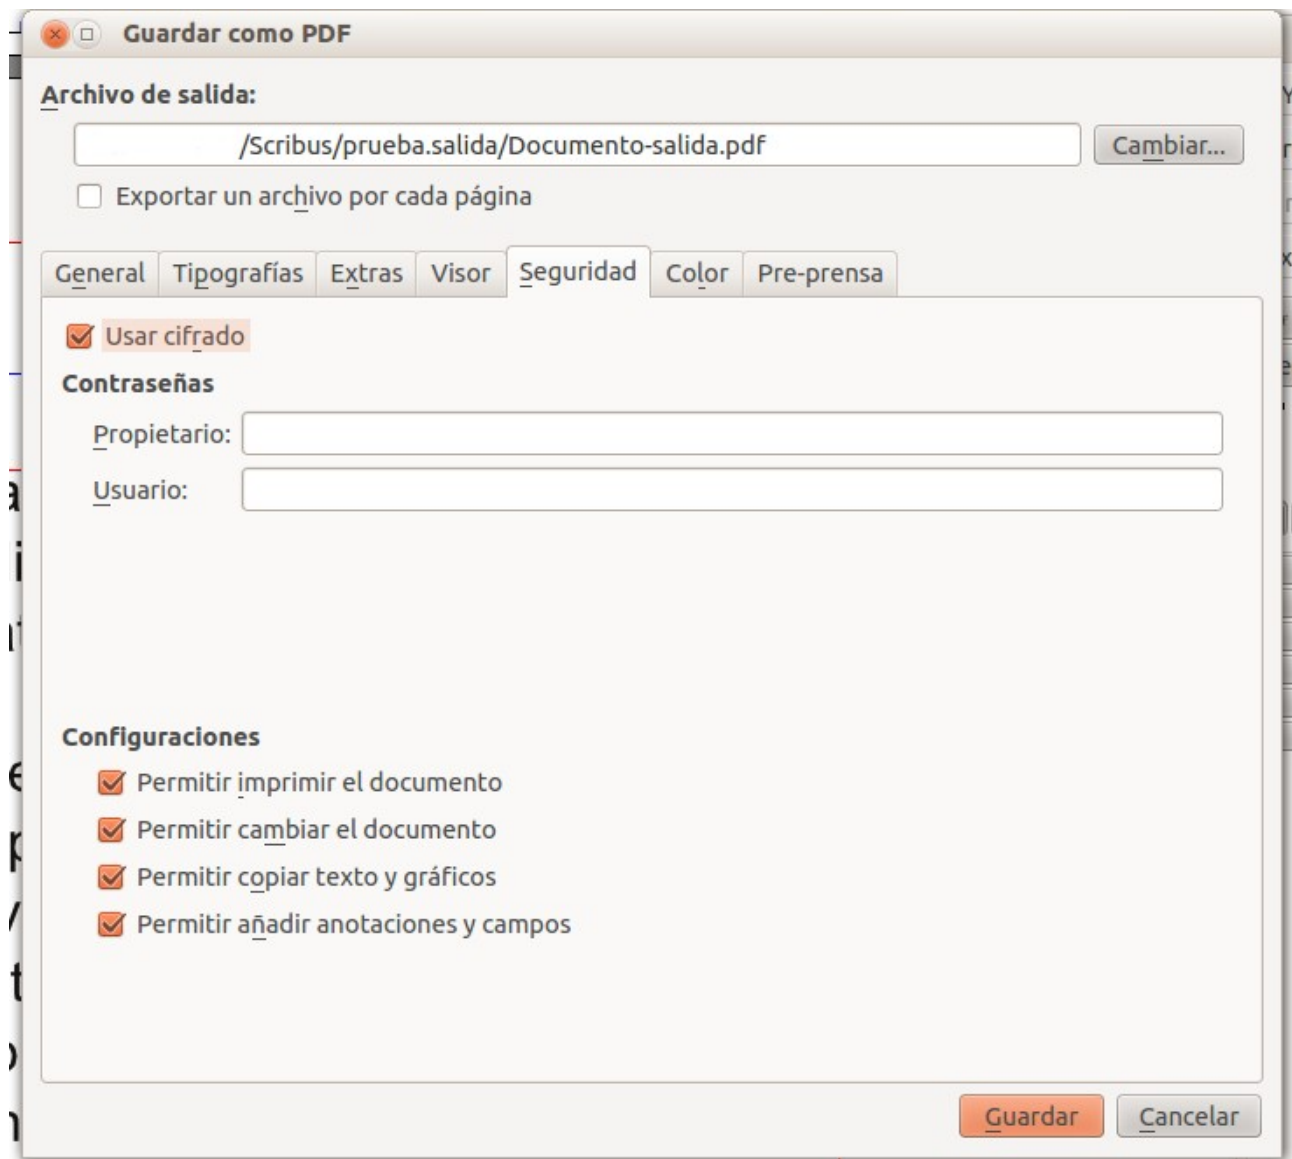 Guardar como PDF
Archivo de salida:
/Scribus/prueba.salida/Documento-salida.pdf
Cambiar...
Exportar un archivo por cada página
General Tipografías Extras Visor Seguridad Color Pre-prensa
Usar cifrado
Contraseñas
Propietario:
Usuario:
Configuraciones
Permitir imprimir el documento
Permitir cambiar el documento
Permitir copiar texto y gráficos
Permitir añadir anotaciones y campos
Guardar Cancelar